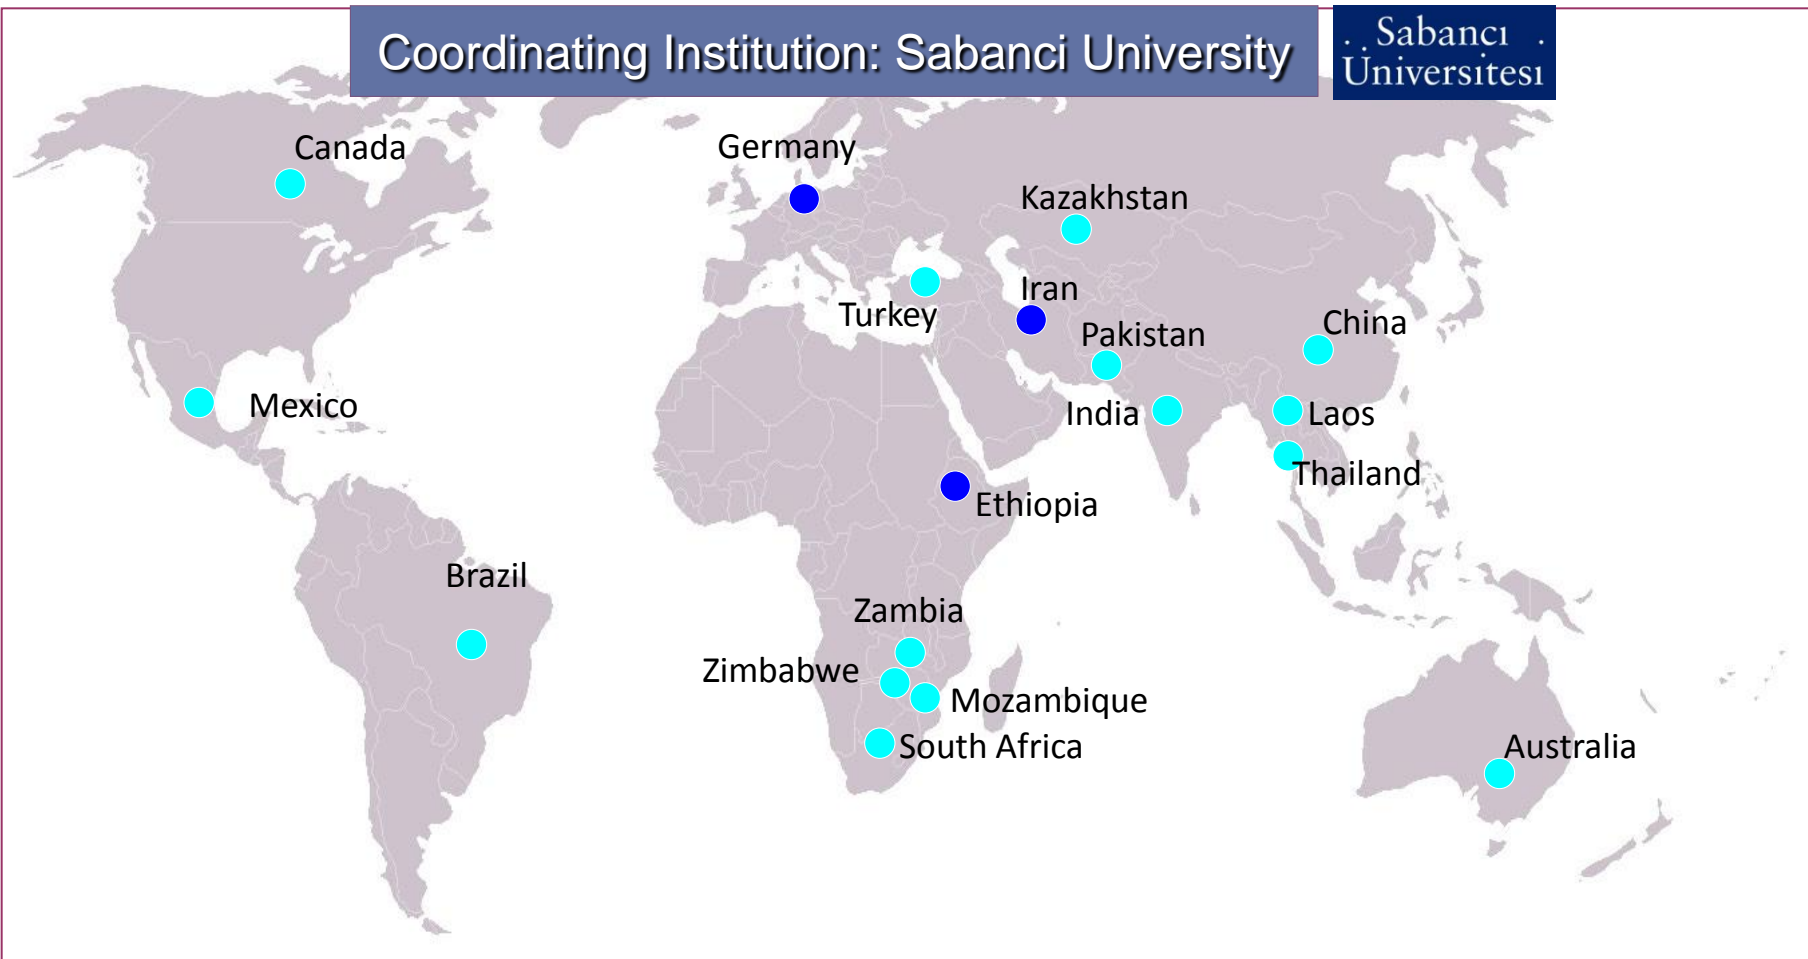 Coordinating Institution: Sabanci University
. Sabancı .
Üniversitesı
Canada
Germany
Kazakhstan
Iran
Turkey
China
Pakistan
Mexico
India
Laos
Thailand
Ethiopia
Brazil
Zambia
Zimbabwe
Mozambique
South Africa
Australia